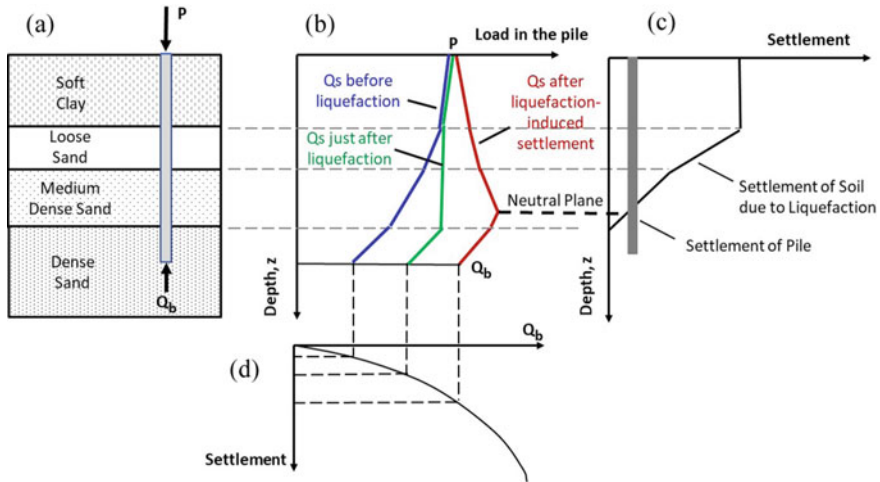 (a)
P
Soft
Clay
Loose
Sand
Medium
Dense Sand
Dense
Sand
Qb
(b)
Load in the pile
P
Qs before
liquefaction
Qs just after
liquefaction
Qs after
liquefaction-
induced
settlement
Neutral Plane
Qb
Depth, z
(c)
Settlement
Settlement of Soil
due to Liquefaction
Settlement of Pile
Depth, z
(d)
Qb
Settlement